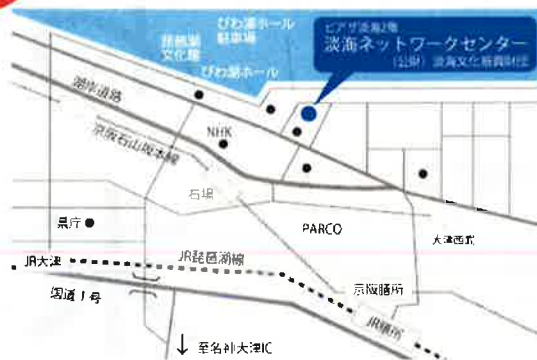 びわ湖ホール
駐車場
琵琶湖
文化館
びわ湖ホール
ピアザ淡海2階
淡海ネットワークセンター
(公財) 淡海文化振興財団
湖岸道路
京阪石山坂本線
NHK
石場
県庁
PARCO
大津西武
JR大津
JR琵琶湖線
京阪膳所
国道1号
JR膳所
↓ 至名神大津IC